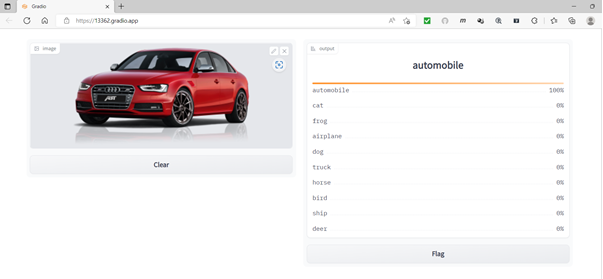 Gradio
https://13362.gradio.app
image
ABT
Clear
output
automobile
automobile 100%
cat 0%
frog 0%
airplane 0%
dog 0%
truck 0%
horse 0%
bird 0%
ship 0%
deer 0%
Flag